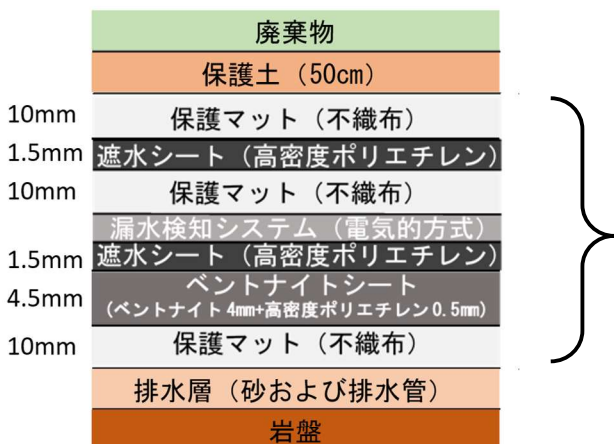 廃棄物
保護土（50cm）
10mm 保護マット（不織布）
1.5mm 遮水シート（高密度ポリエチレン）
10mm 保護マット（不織布）
漏水検知システム（電気的方式）
1.5mm 遮水シート（高密度ポリエチレン）
4.5mm ベントナイトシート
（ベントナイト4mm+高密度ポリエチレン0.5㎜）
10mm 保護マット（不織布）
排水層（砂および排水管）
岩盤